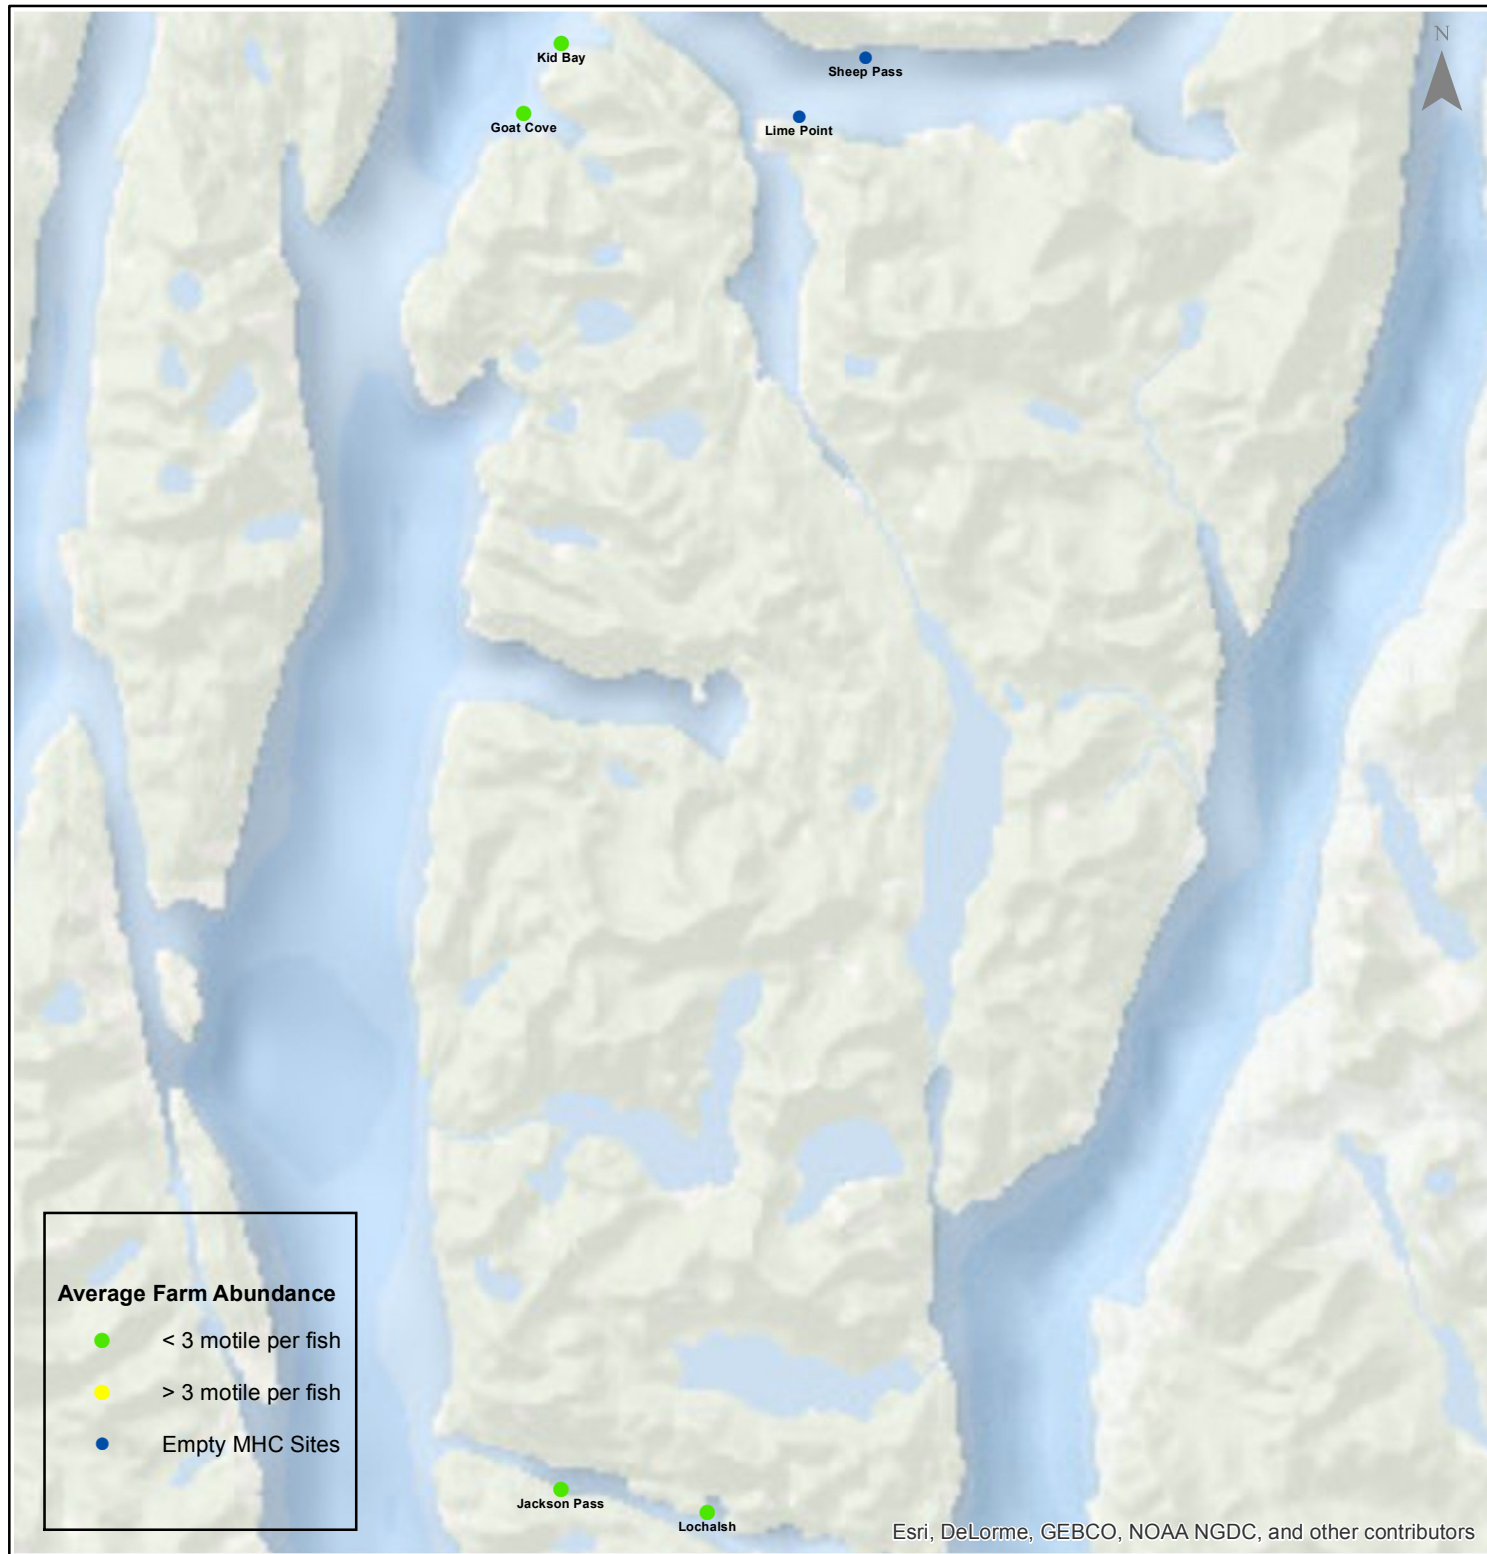 N
Kid Bay
Sheep Pass
Goat Cove
Lime Point
Average Farm Abundance
< 3 motile per fish
> 3 motile per fish
Empty MHC Sites
Jackson Pass
Lochalsh
Esri, DeLorme, GEBCO, NOAA NGDC, and other contributors